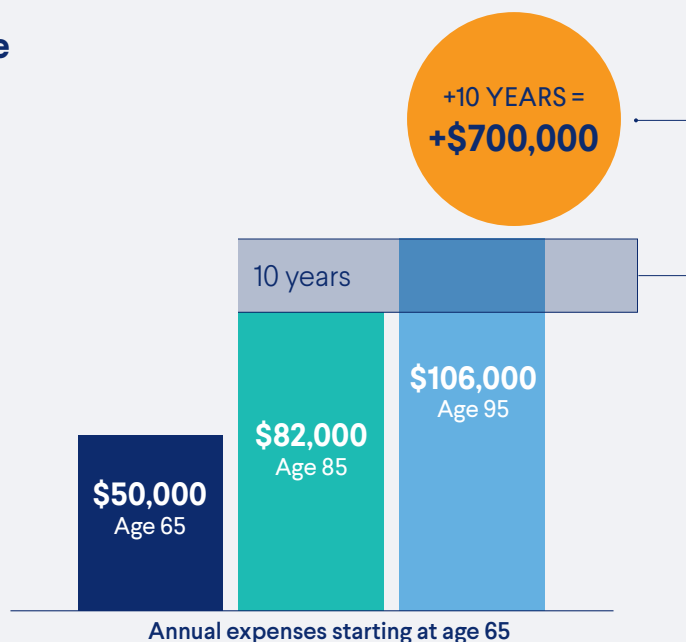 e
+10 YEARS =
+$700,000
10 years
$106,000
Age 95
$82,000
Age 85
$50,000
Age 65
Annual expenses starting at age 65